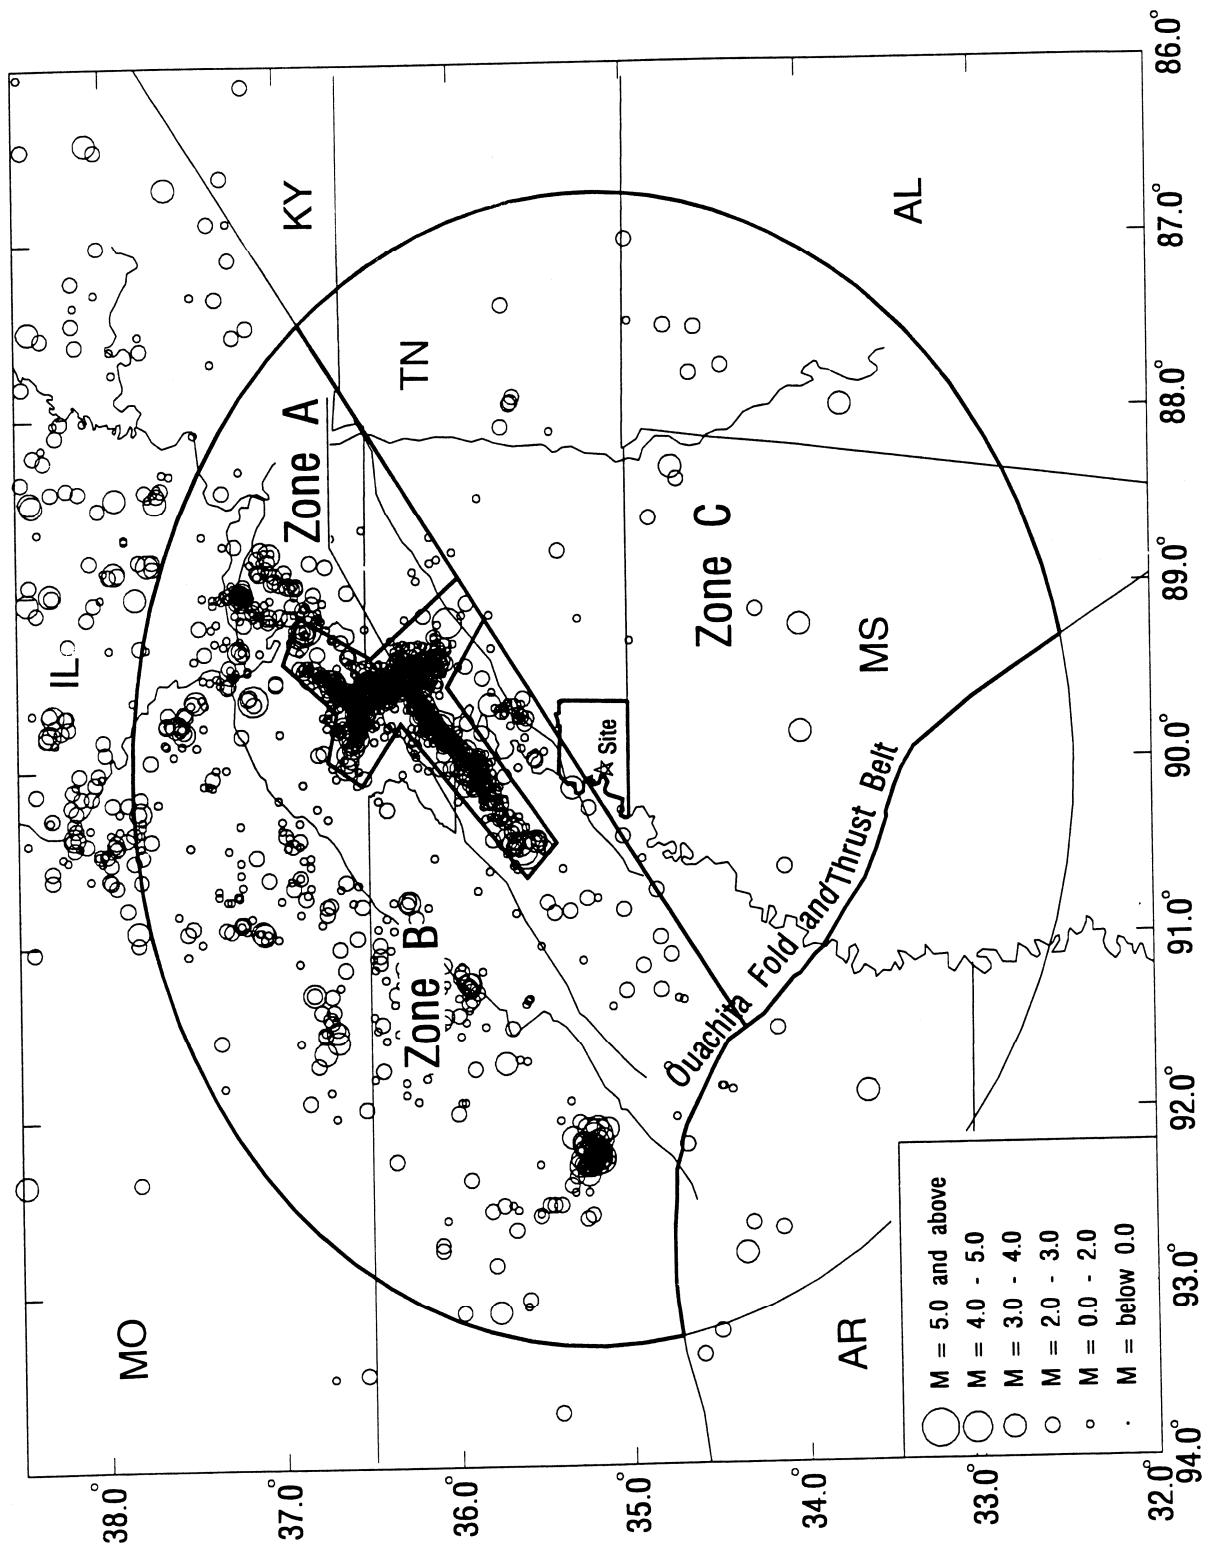 MO
IL
KY
TN
AL
MS
AR
Zone A
Zone B
Zone C
Site
Ouachita Fold and Thrust Belt
M = 5.0 and above
M = 4.0 - 5.0
M = 3.0 - 4.0
M = 2.0 - 3.0
M = 0.0 - 2.0
M = below 0.0
38.0°
37.0°
36.0°
35.0°
34.0°
33.0°
32.0°
94.0°
93.0°
92.0°
91.0°
90.0°
89.0°
88.0°
87.0°
86.0°